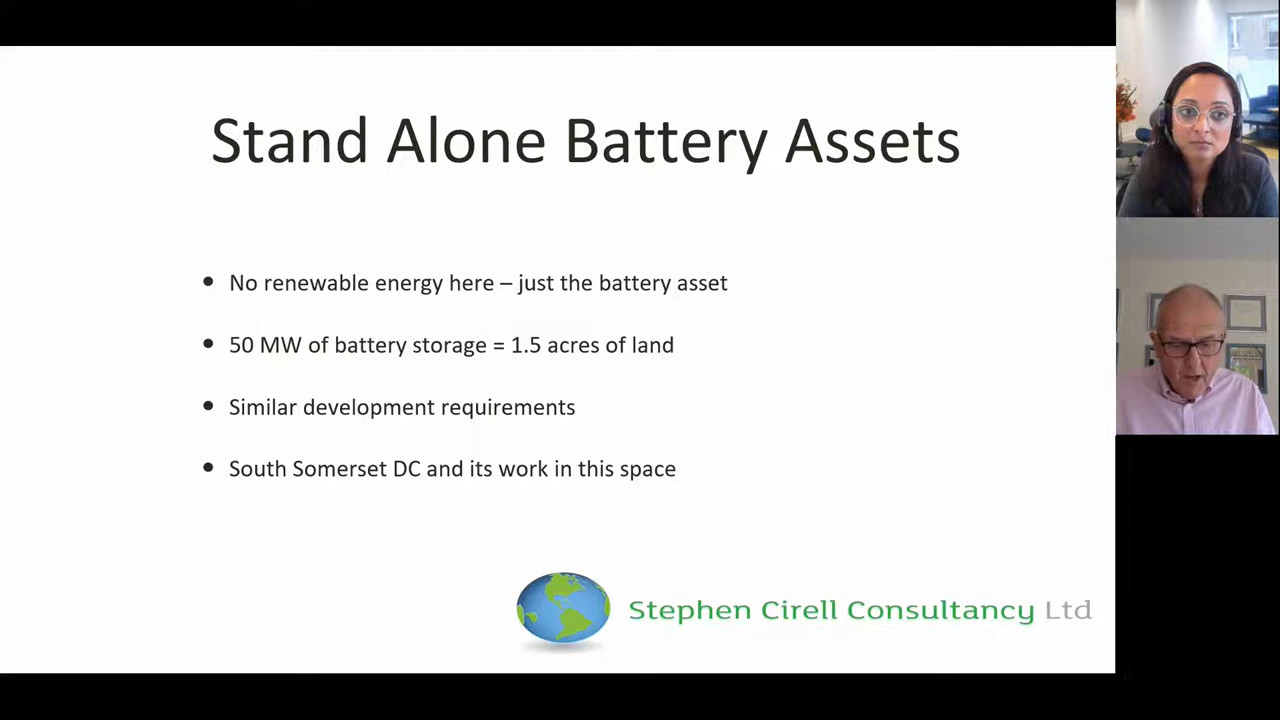 Stand Alone Battery Assets
• No renewable energy here – just the battery asset
• 50 MW of battery storage = 1.5 acres of land
• Similar development requirements
• South Somerset DC and its work in this space
Stephen Cirell Consultancy Ltd